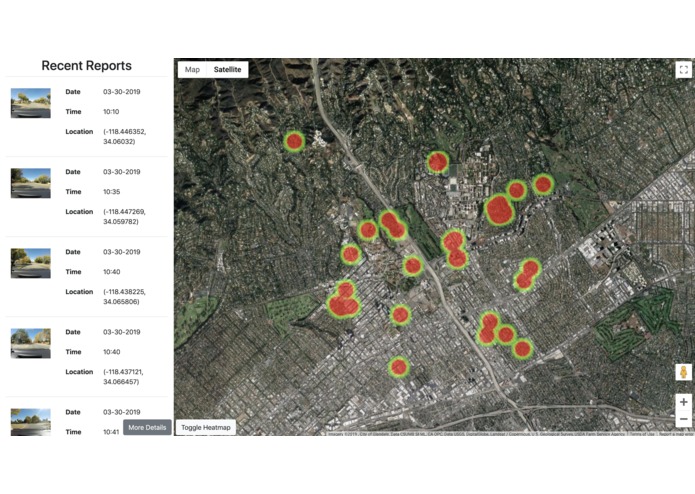 Recent Reports
Date 03-30-2019
Time 10:10
Location (-118.446352,
34.06032)
Date 03-30-2019
Time 10:35
Location (-118.447269,
34.059782)
Date 03-30-2019
Time 10:40
Location (-118.438225,
34.065806)
Date 03-30-2019
Time 10:40
Location (-118.437121,
34.066457)
Date 03-30-2019
Time 10:41
More Details
Map Satellite
Toggle Heatmap
+
−